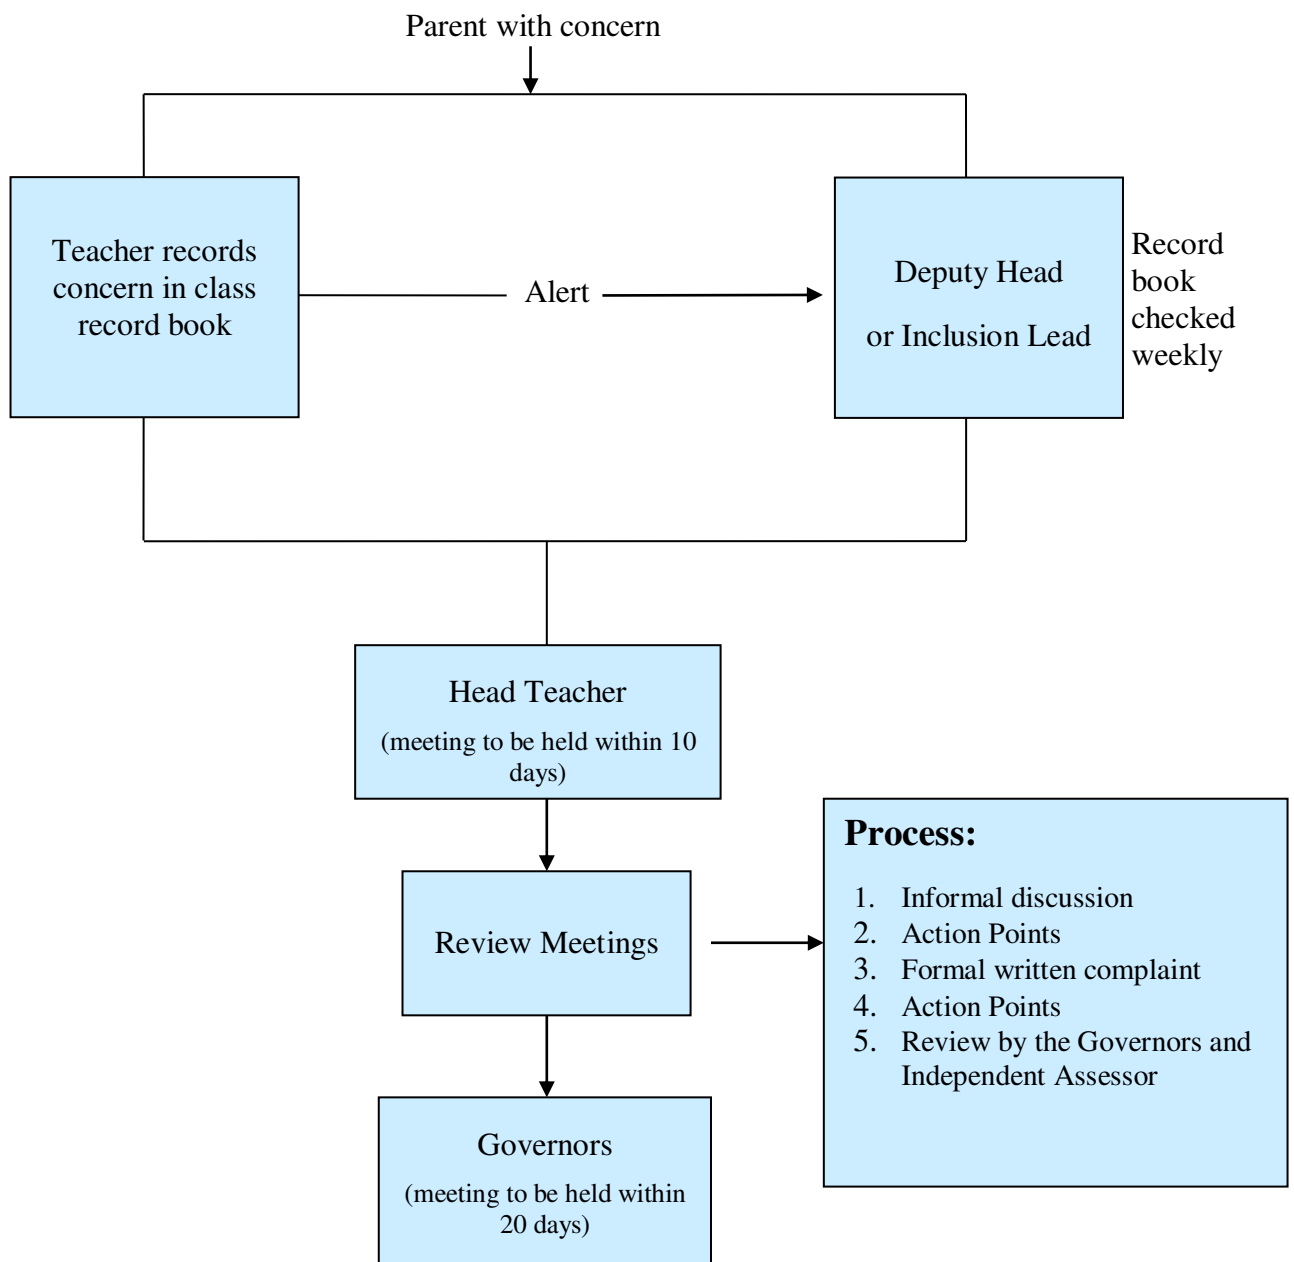 Parent with concern
Teacher records
concern in class
record book
Alert
Deputy Head
or Inclusion Lead
Record
book
checked
weekly
Head Teacher
(meeting to be held within 10
days)
Review Meetings
Process:
1. Informal discussion
2. Action Points
3. Formal written complaint
4. Action Points
5. Review by the Governors and
Independent Assessor
Governors
(meeting to be held within
20 days)